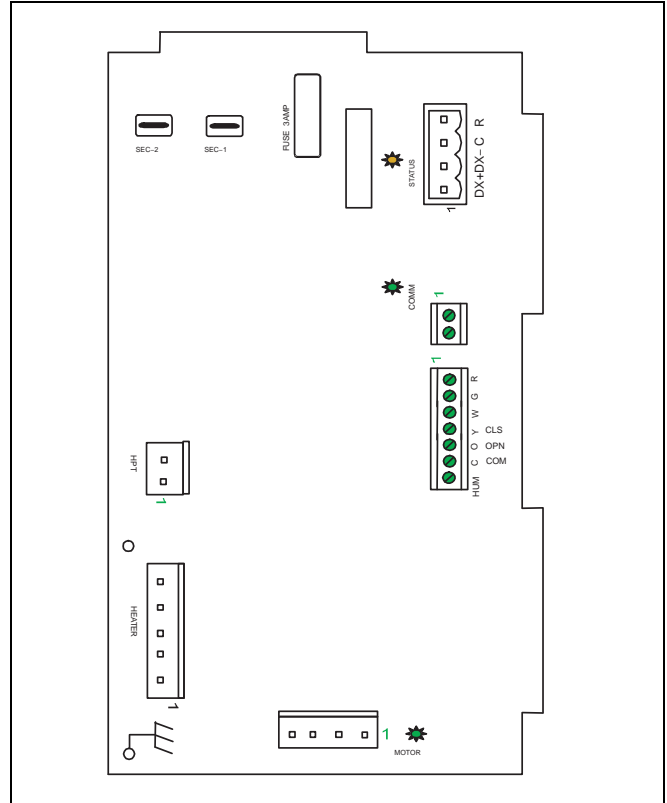 SEC-2
SEC-1
FUSE 3AMP
STATUS
DX+DX- C R
1
COMM
1
1
R
G
W
Y CLS
O OPN
C COM
HUM
HPT
1
HEATER
1
1
MOTOR